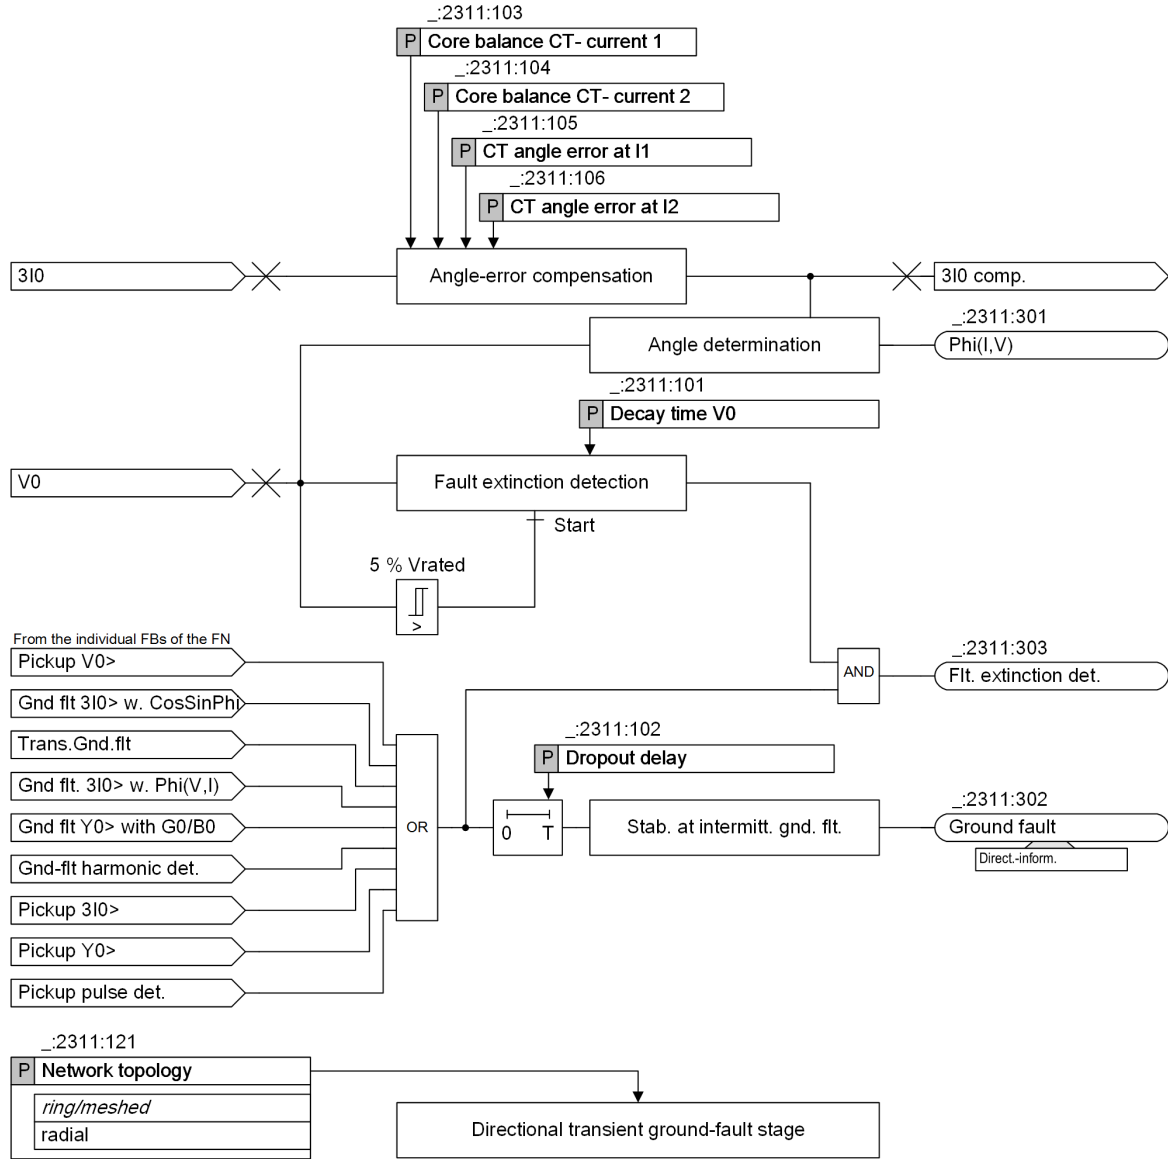 _:2311:103
P Core balance CT- current 1
_:2311:104
P Core balance CT- current 2
_:2311:105
P CT angle error at I1
_:2311:106
P CT angle error at I2
3I0
Angle-error compensation
3I0 comp.
_:2311:301
Angle determination
Phi(I,V)
_:2311:101
P Decay time V0
V0
Fault extinction detection
Start
5 % Vrated
>
From the individual FBs of the FN
Pickup V0>
_:2311:303
AND
Flt. extinction det.
Gnd flt 3I0> w. CosSinPhi
_:2311:102
Trans.Gnd.flt
P Dropout delay
Gnd flt. 3I0> w. Phi(V,I)
_:2311:302
Gnd flt Y0> with G0/B0
OR
0 T
Stab. at intermitt. gnd. flt.
Ground fault
Direct.-inform.
Gnd-flt harmonic det.
Pickup 3I0>
Pickup Y0>
Pickup pulse det.
_:2311:121
P Network topology
ring/meshed
radial
Directional transient ground-fault stage